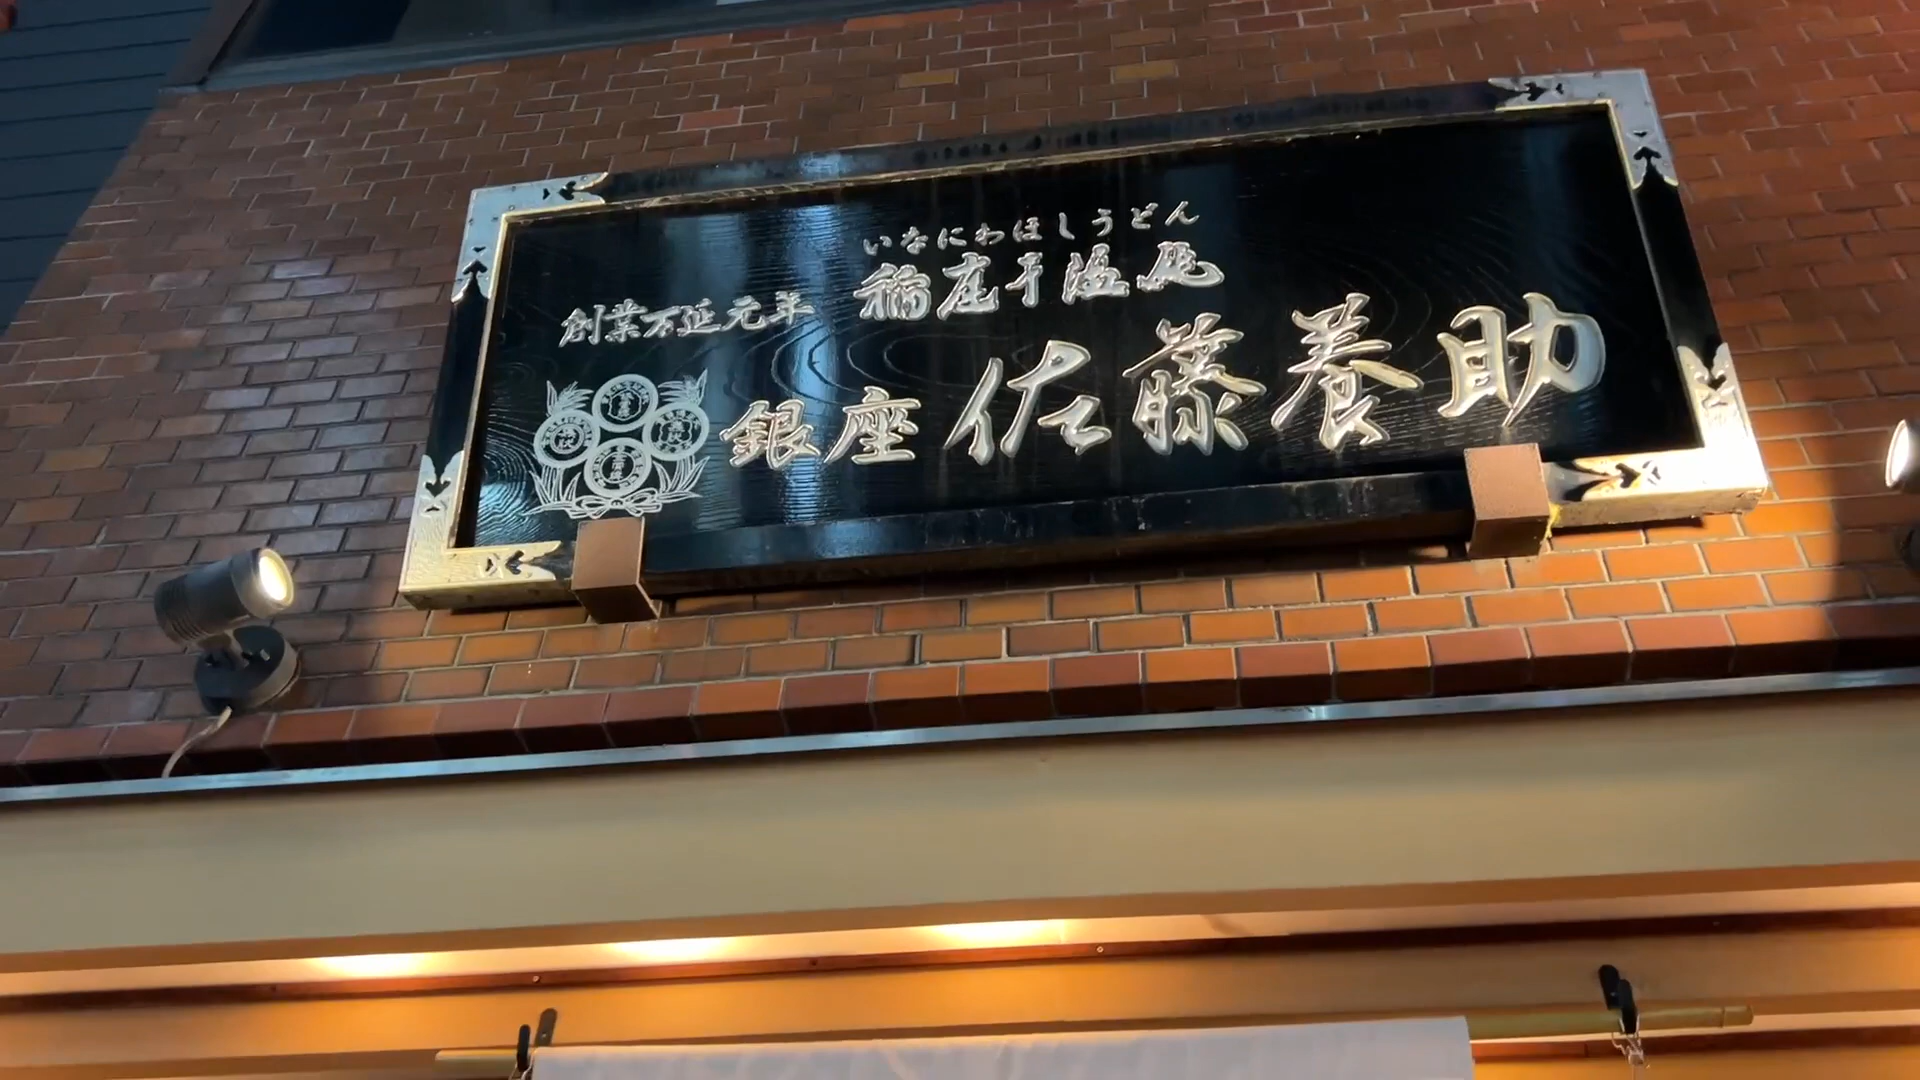 いなにわほしうどん
稲庭干温飩
創業万延元年
銀座 佐藤養助